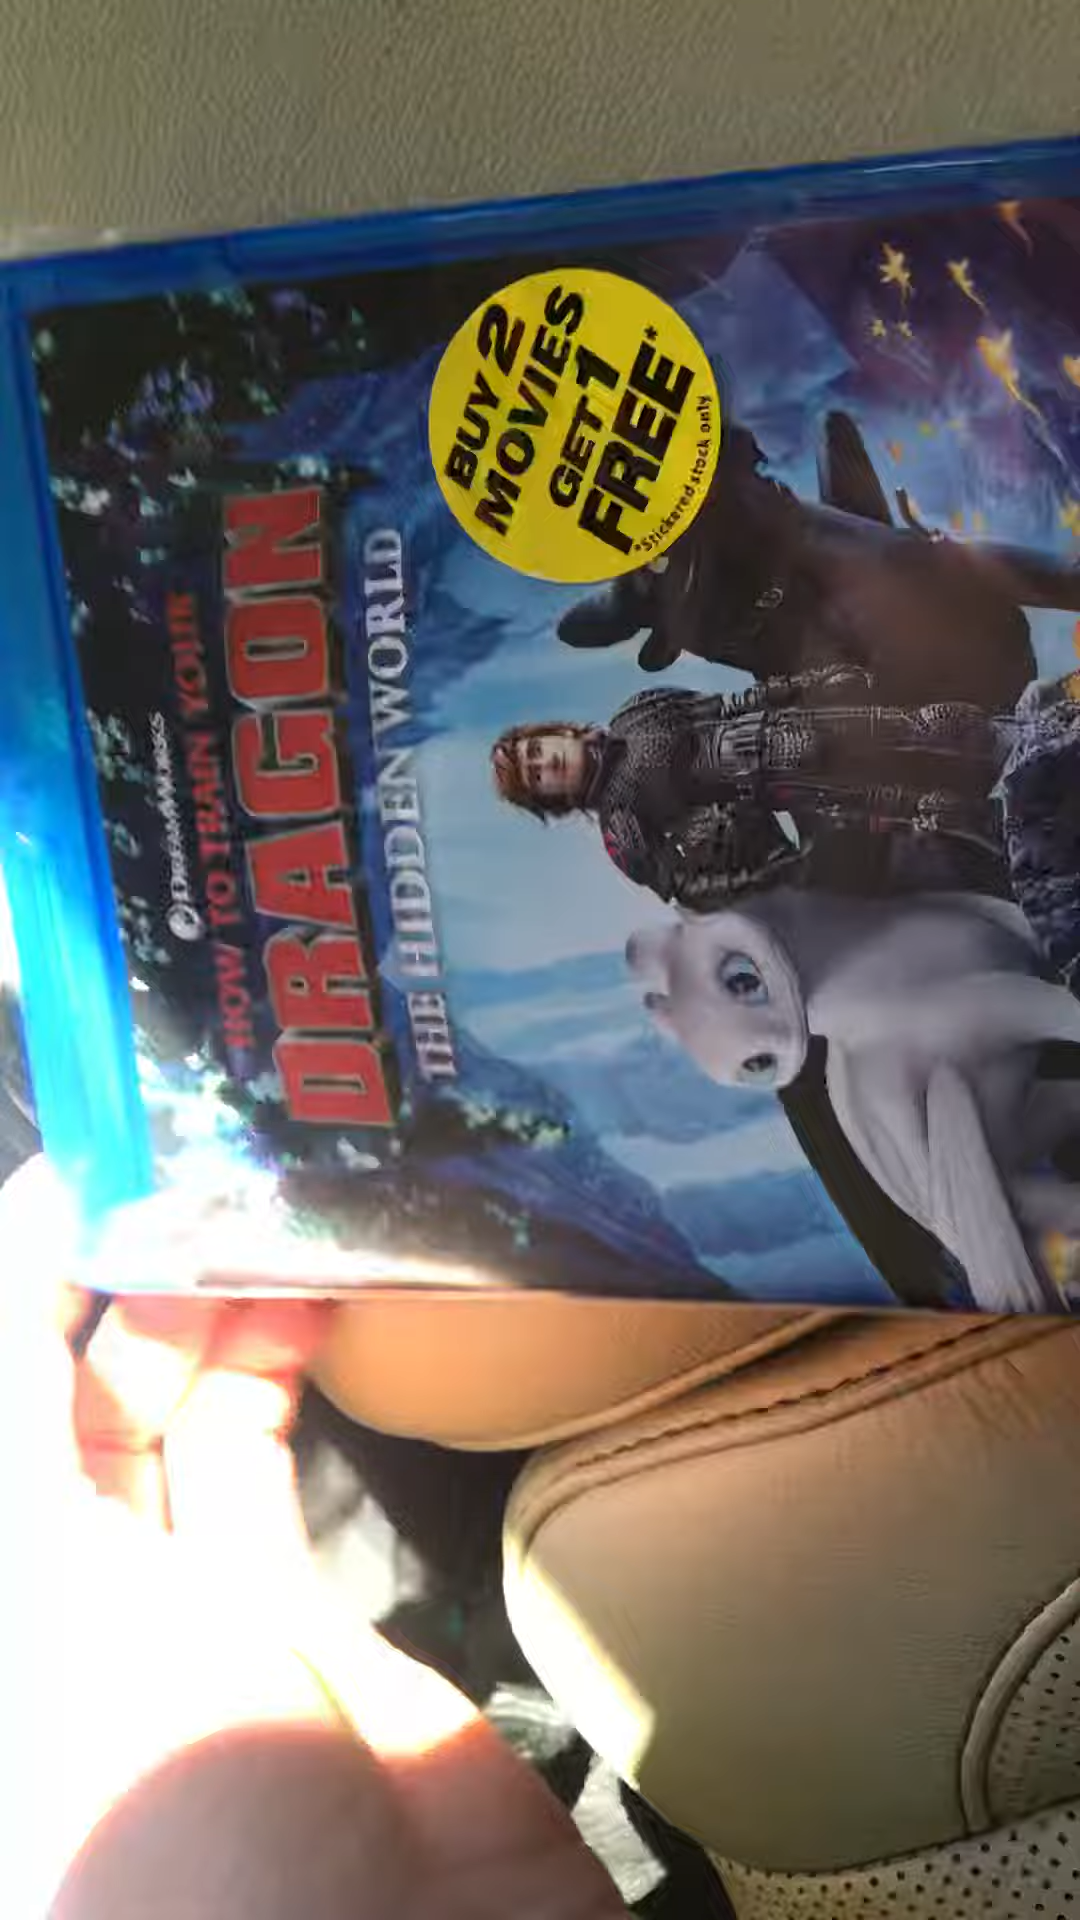 DREAMWORKS
HOW TO TRAIN YOUR
DRAGON
THE HIDDEN WORLD
BUY 2
MOVIES
GET 1
FREE*
*Stickered stock only